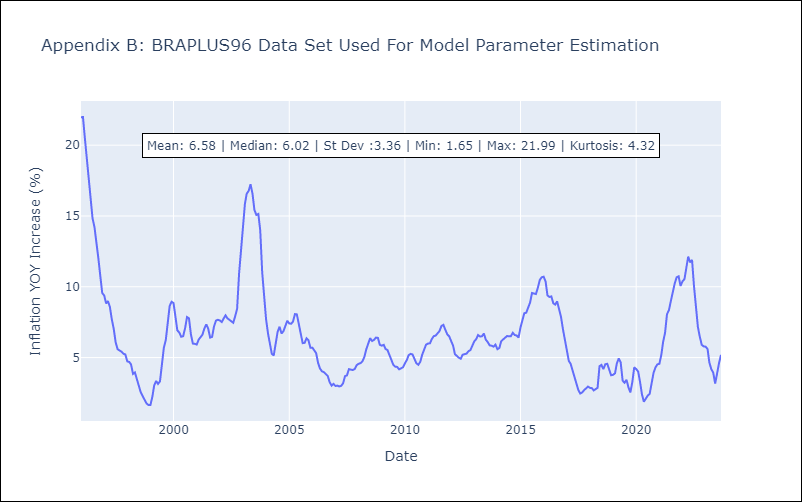 Appendix B: BRAPLUS96 Data Set Used For Model Parameter Estimation
Mean: 6.58 | Median: 6.02 | St Dev :3.36 | Min: 1.65 | Max: 21.99 | Kurtosis: 4.32
Inflation YOY Increase (%)
20
15
10
5
2000
2005
2010
2015
2020
Date